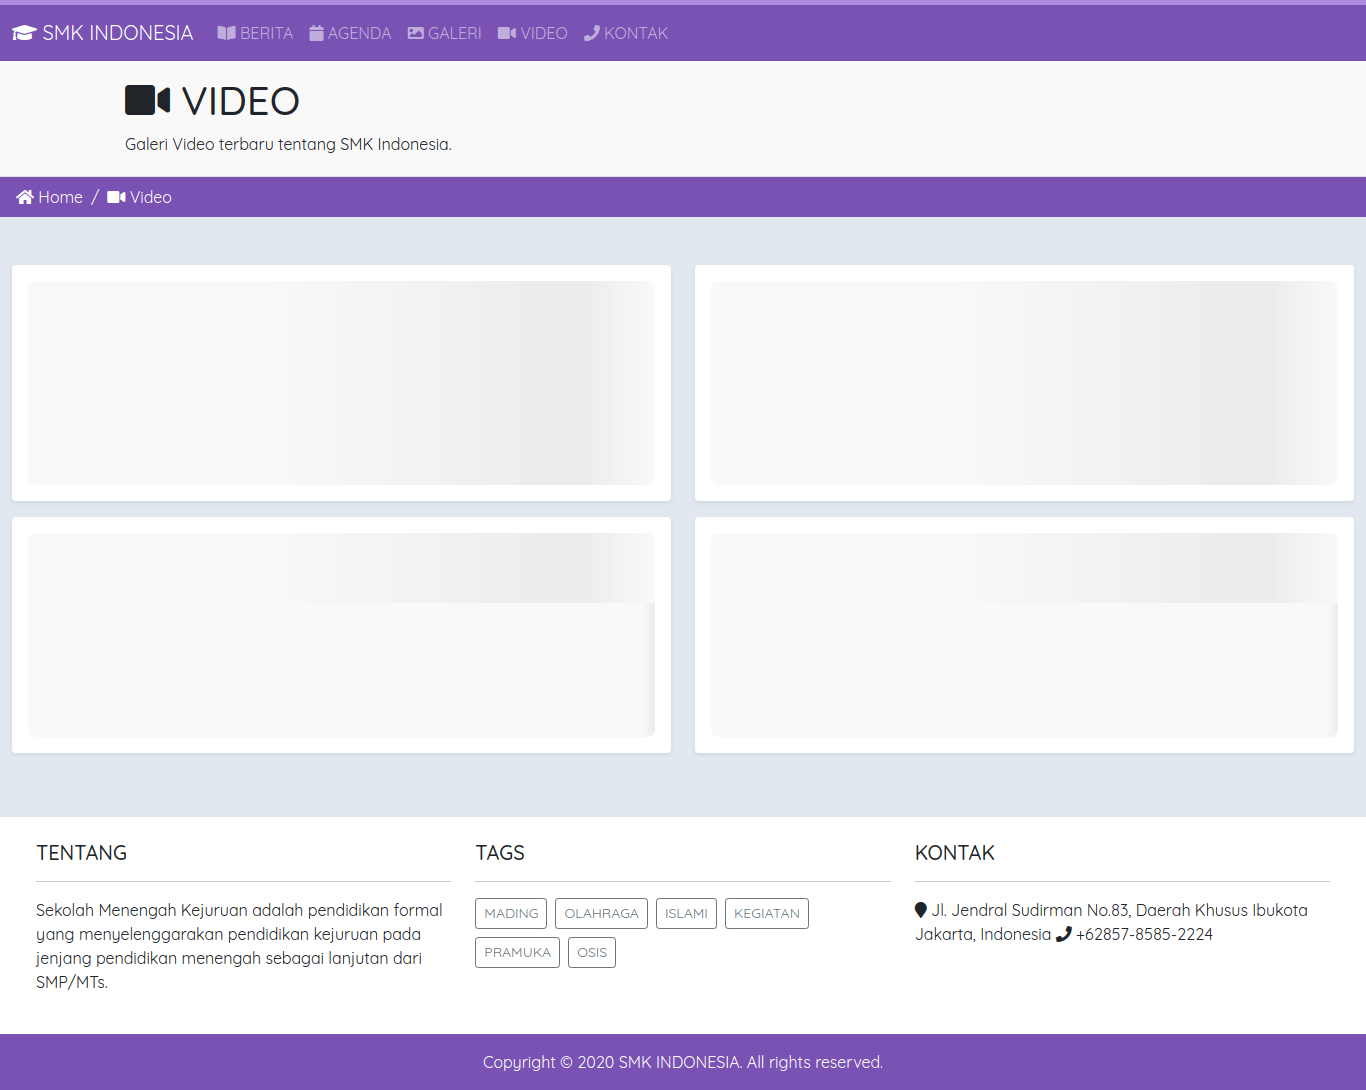 SMK INDONESIA BERITA AGENDA GALERI VIDEO KONTAK
VIDEO
Galeri Video terbaru tentang SMK Indonesia.
Home / Video
TENTANG
Sekolah Menengah Kejuruan adalah pendidikan formal
yang menyelenggarakan pendidikan kejuruan pada
jenjang pendidikan menengah sebagai lanjutan dari
SMP/MTs.
TAGS
MADING OLAHRAGA ISLAMI KEGIATAN
PRAMUKA OSIS
KONTAK
Jl. Jendral Sudirman No.83, Daerah Khusus Ibukota
Jakarta, Indonesia +62857-8585-2224
Copyright © 2020 SMK INDONESIA. All rights reserved.